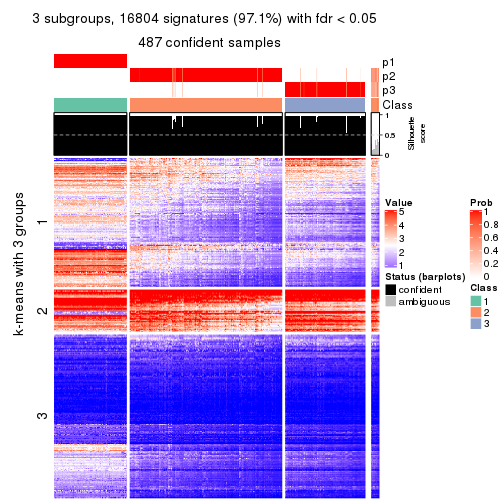 3 subgroups, 16804 signatures (97.1%) with fdr < 0.05
487 confident samples
p1
p2
p3
Class
1
0.5
0
Silhouette
score
k-means with 3 groups
1
2
3
Value
5
4
3
2
1
Prob
1
0.8
0.6
0.4
0.2
0
Status (barplots)
confident
ambiguous
Class
1
2
3